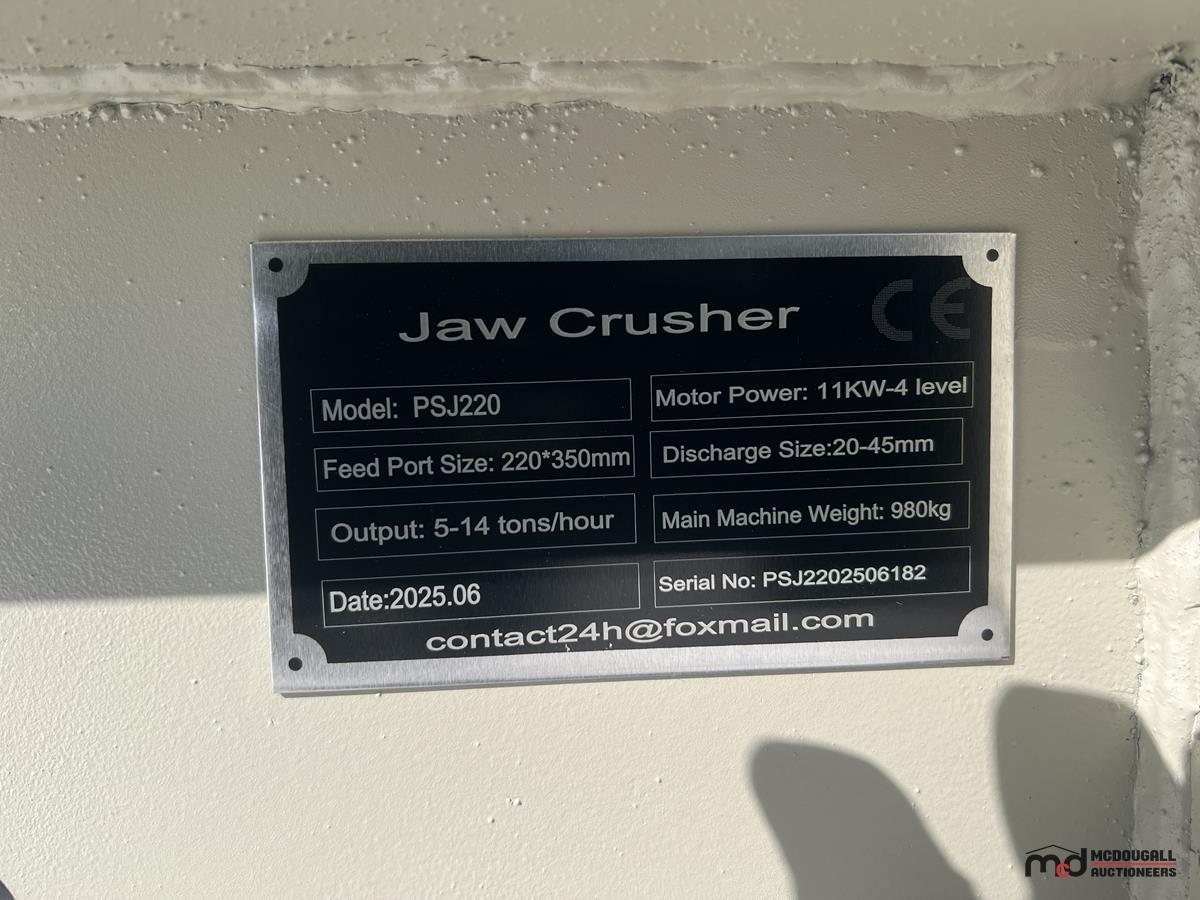 Jaw Crusher CE
Model: PSJ220
Motor Power: 11KW-4 level
Feed Port Size: 220*350mm
Discharge Size:20-45mm
Output: 5-14 tons/hour
Main Machine Weight: 980kg
Date:2025.06
Serial No: PSJ2202506182
contact24h@foxmail.com
mcd MCDOUGALL
AUCTIONEERS